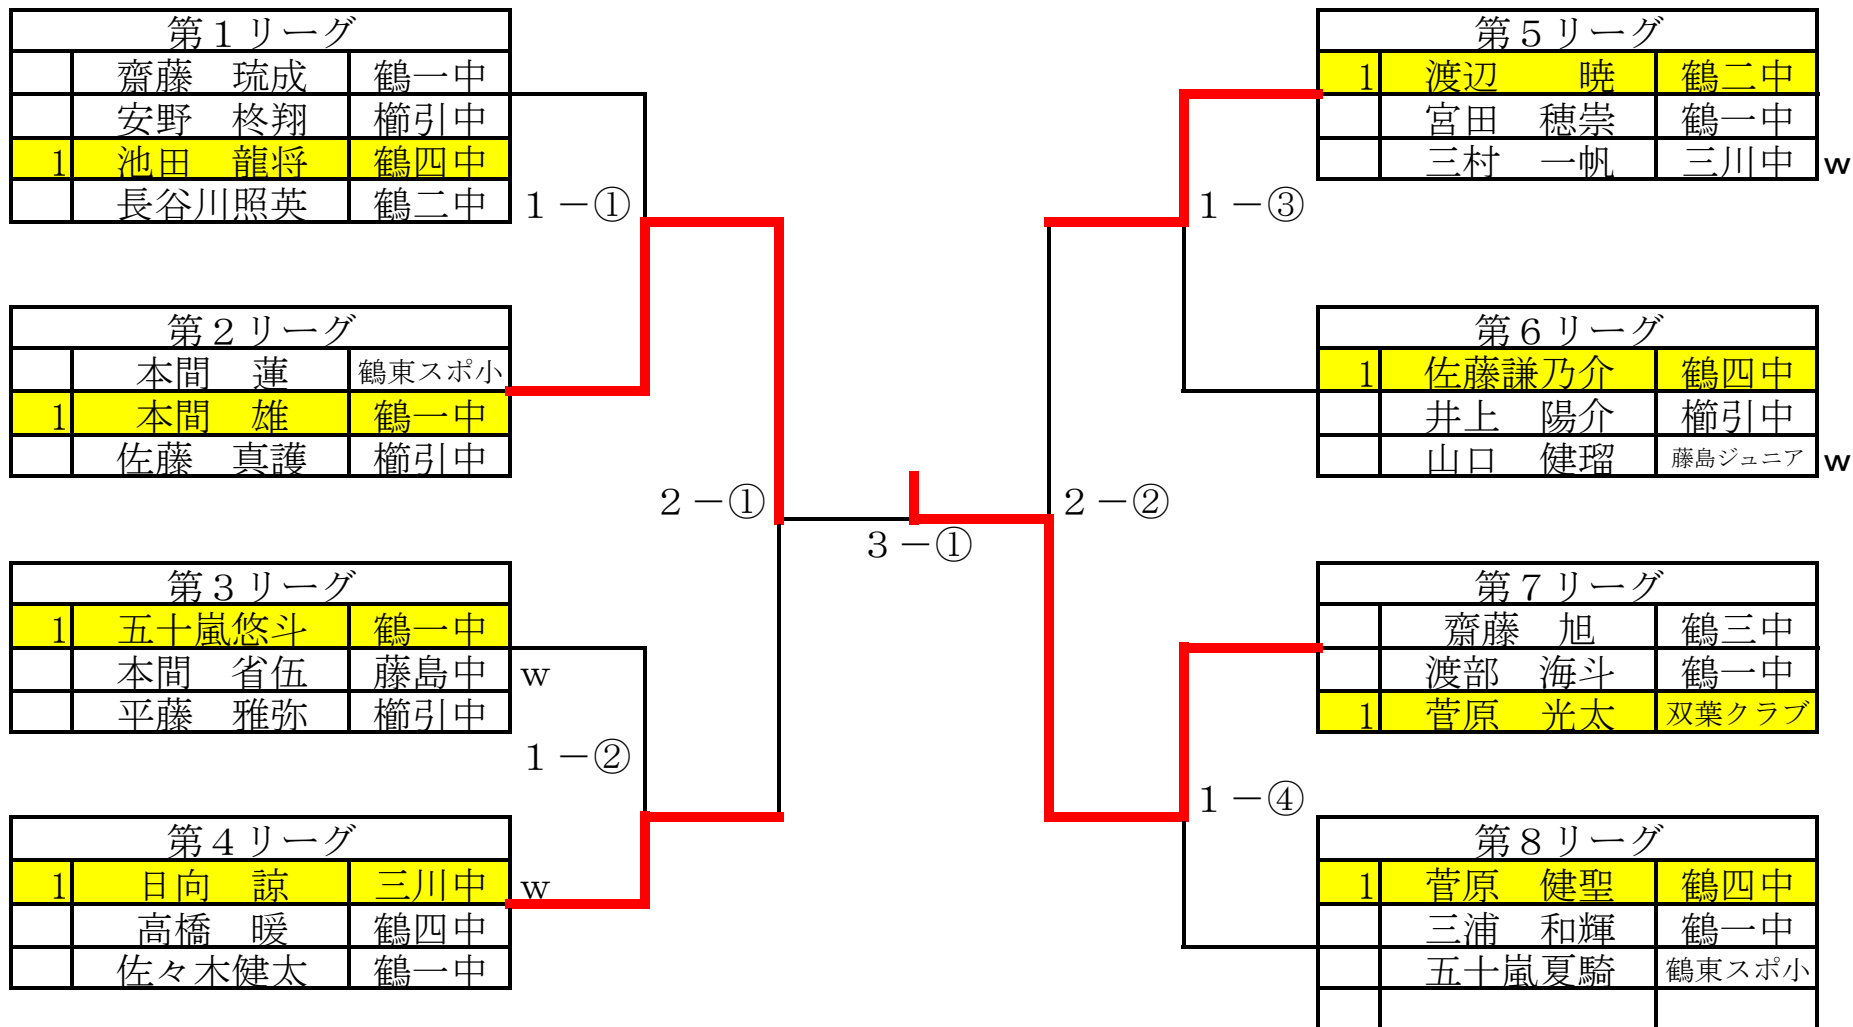 第１リーグ
齋藤　琉成 鶴一中
安野　柊翔 櫛引中
1 池田　龍将 鶴四中
長谷川照英 鶴二中
１－①
第２リーグ
本間　蓮 鶴東スポ小
1 本間　雄 鶴一中
佐藤　真護 櫛引中
２－①
第３リーグ
1 五十嵐悠斗 鶴一中
本間　省伍 藤島中 w
平藤　雅弥 櫛引中
１－②
第４リーグ
1 日向　諒 三川中 w
高橋　暖 鶴四中
佐々木健太 鶴一中
３－①
第５リーグ
1 渡辺　暁 鶴二中
宮田　穂崇 鶴一中
三村　一帆 三川中 w
１－③
第６リーグ
1 佐藤謙乃介 鶴四中
井上　陽介 櫛引中
山口　健瑠 藤島ジュニア w
２－②
第７リーグ
齋藤　旭 鶴三中
渡部　海斗 鶴一中
1 菅原　光太 双葉クラブ
１－④
第８リーグ
1 菅原　健聖 鶴四中
三浦　和輝 鶴一中
五十嵐夏騎 鶴東スポ小